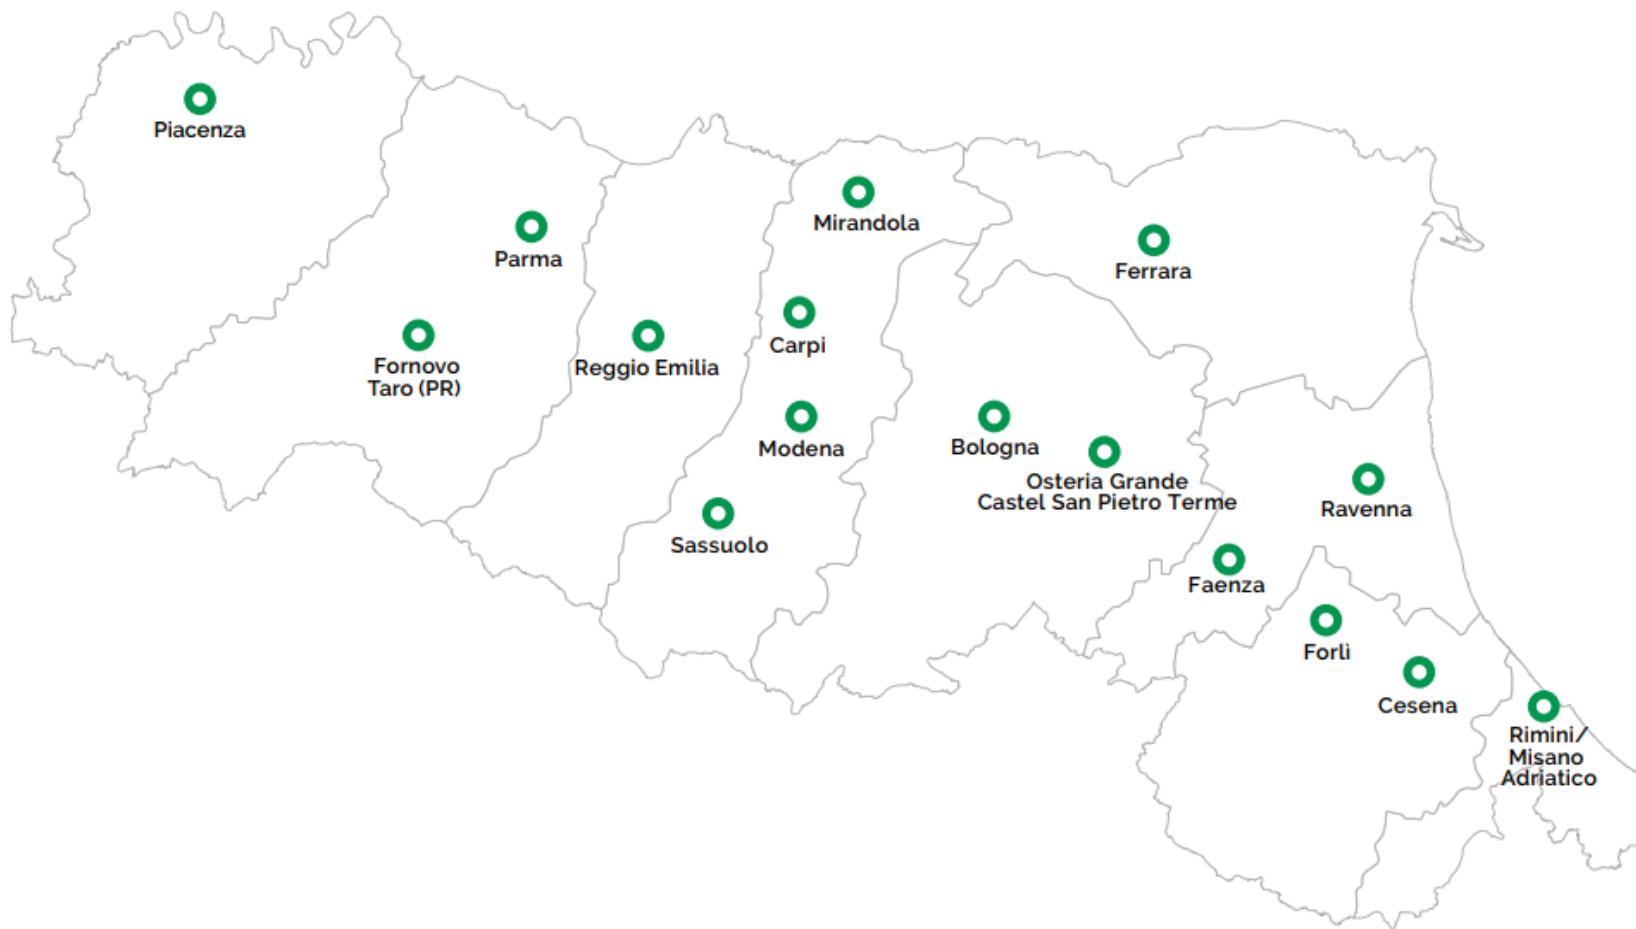 Piacenza
Mirandola
Parma
Ferrara
Carpi
Fornovo
Taro (PR)
Reggio Emilia
Modena
Bologna
Osteria Grande
Castel San Pietro Terme
Ravenna
Sassuolo
Faenza
Forlì
Cesena
Rimini/
Misano
Adriatico